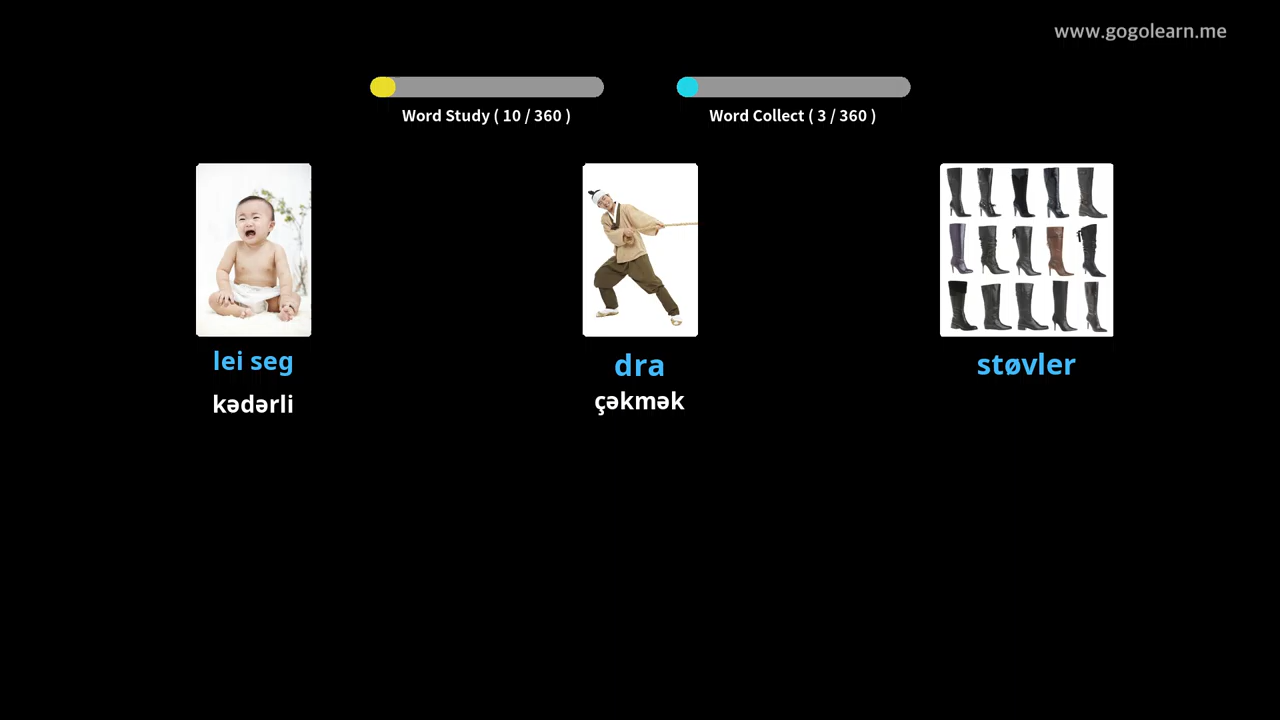 www.gogolearn.me
Word Study ( 10 / 360 )
Word Collect ( 3 / 360 )
lei seg
kədərli
dra
çəkmək
støvler